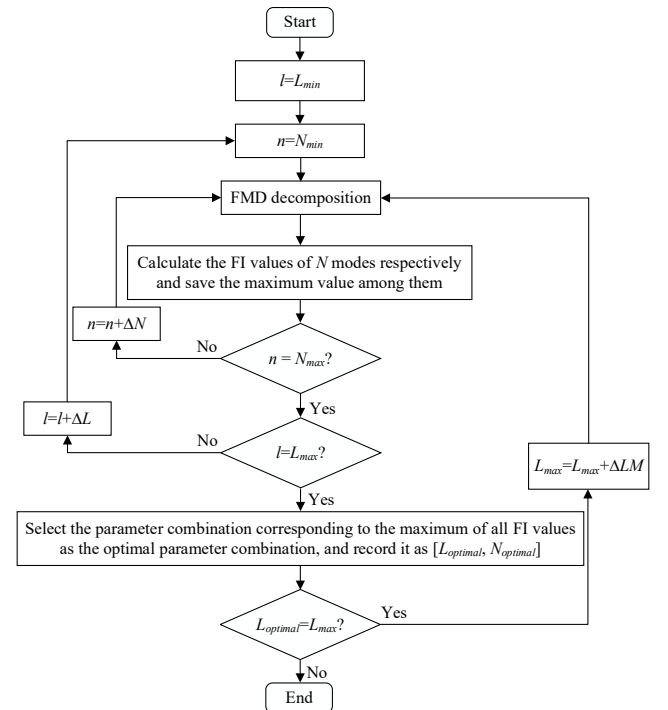 Start
l=Lmin
n=Nmin
FMD decomposition
Calculate the FI values of N modes respectively
and save the maximum value among them
n=n+ΔN
No
n = Nmax?
Yes
l=l+ΔL
No
l=Lmax?
Lmax=Lmax+ΔLM
Yes
Select the parameter combination corresponding to the maximum of all FI values
as the optimal parameter combination, and record it as [Loptimal, Noptimal]
Loptimal=Lmax?
Yes
No
End